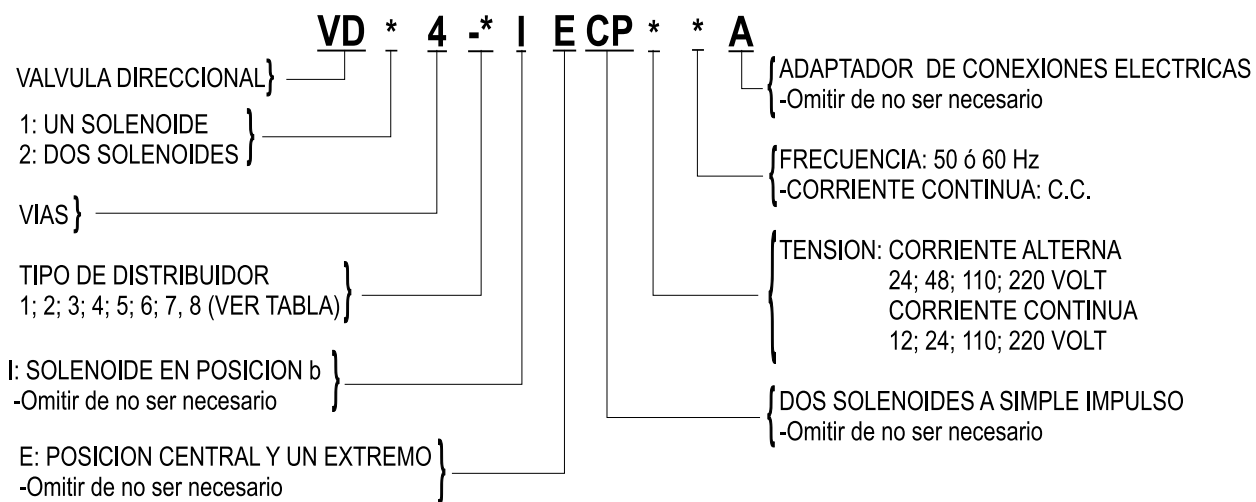 VD * 4 -* I E CP * * A
VALVULA DIRECCIONAL
1: UN SOLENOIDE
2: DOS SOLENOIDES
VIAS
TIPO DE DISTRIBUIDOR
1; 2; 3; 4; 5; 6; 7, 8 (VER TABLA)
I: SOLENOIDE EN POSICION b
-Omitir de no ser necesario
E: POSICION CENTRAL Y UN EXTREMO
-Omitir de no ser necesario
ADAPTADOR DE CONEXIONES ELECTRICAS
-Omitir de no ser necesario
FRECUENCIA: 50 ó 60 Hz
-CORRIENTE CONTINUA: C.C.
TENSION: CORRIENTE ALTERNA
24; 48; 110; 220 VOLT
CORRIENTE CONTINUA
12; 24; 110; 220 VOLT
DOS SOLENOIDES A SIMPLE IMPULSO
-Omitir de no ser necesario